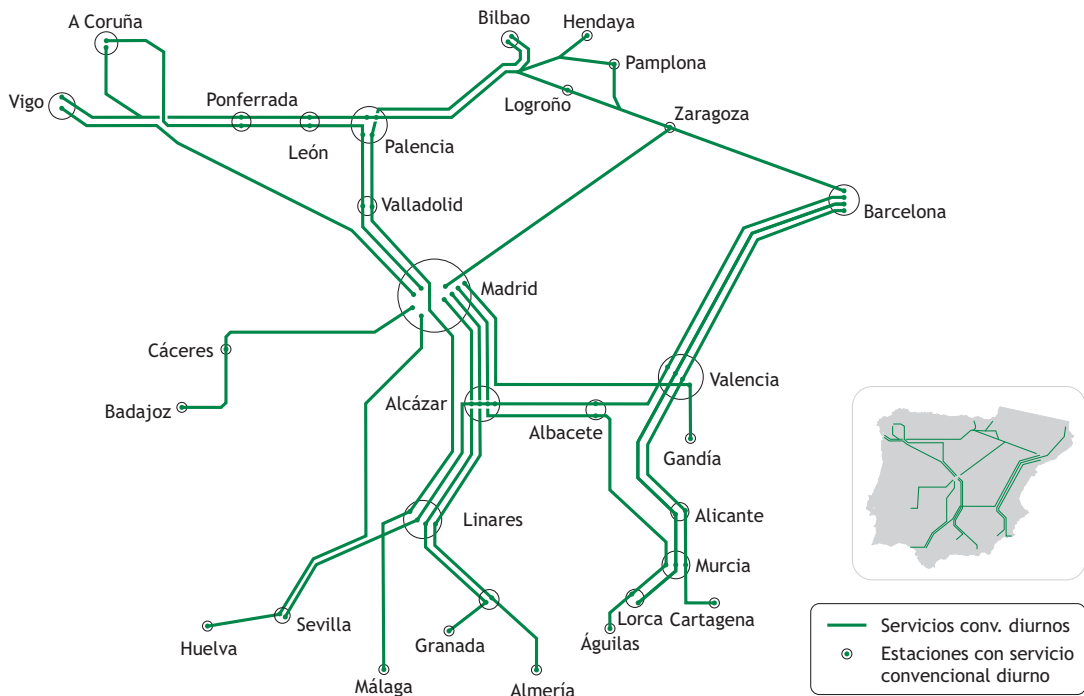 A Coruña
Bilbao
Hendaya
Pamplona
Vigo
Ponferrada
Logroño
Zaragoza
León
Palencia
Valladolid
Barcelona
Madrid
Cáceres
Valencia
Badajoz
Alcázar
Albacete
Gandía
Linares
Alicante
Murcia
Lorca
Cartagena
Sevilla
Águilas
Huelva
Granada
Málaga
Almería
Servicios conv. diurnos
Estaciones con servicio
convencional diurno